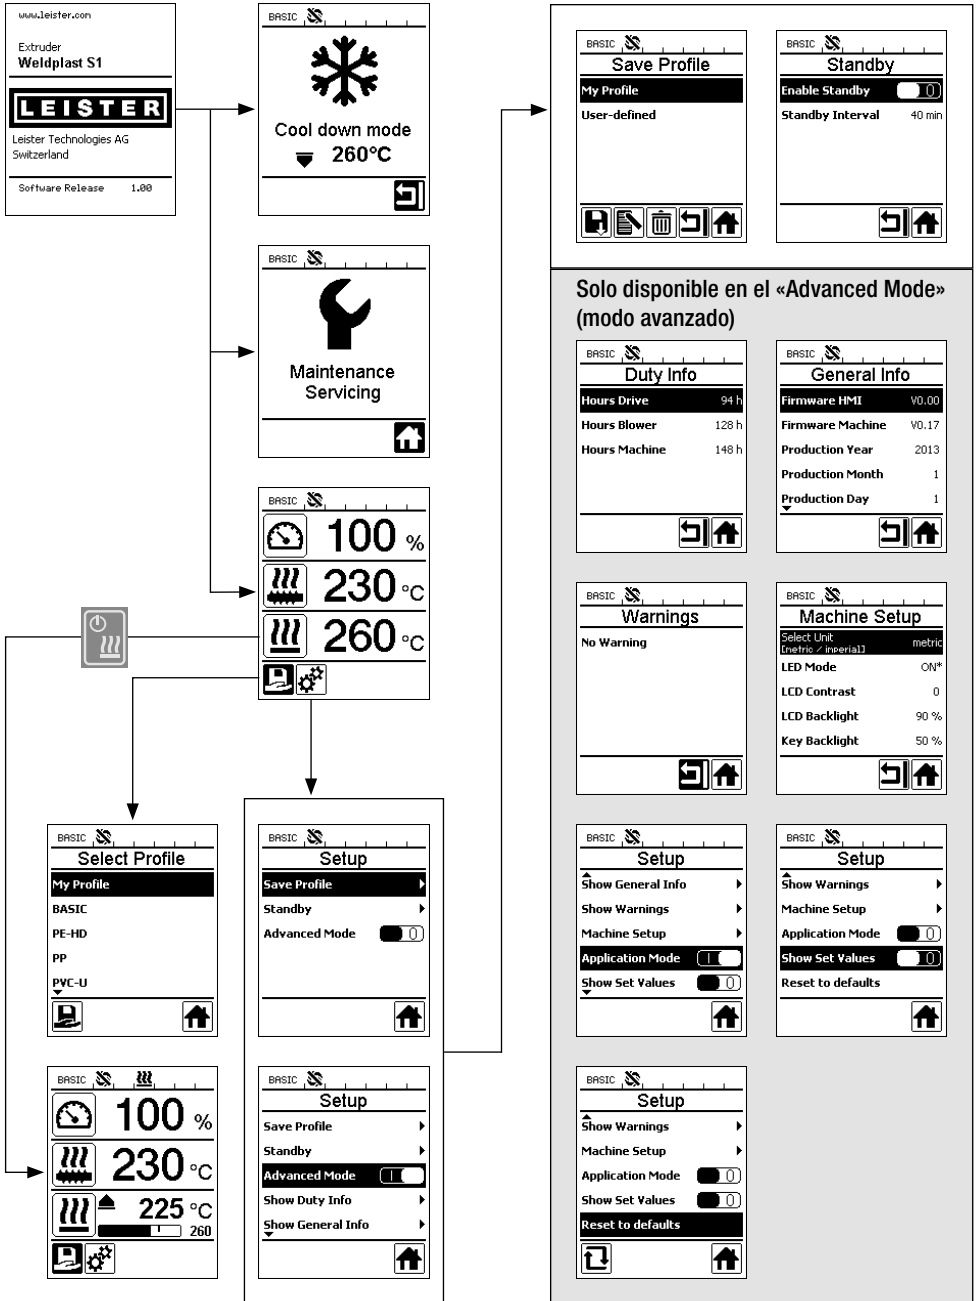 www.leister.com
Extruder
Weldplast S1
LEISTER
Leister Technologies AG
Switzerland
Software Release 1.00
BASIC
Cool down mode
260°C
BASIC
Maintenance
Servicing
BASIC
100 %
230 °C
260 °C
BASIC
Select Profile
My Profile
BASIC
PE-HD
PP
PVC-U
BASIC
100 %
230 °C
225 °C
260
BASIC
Setup
Save Profile
Standby
Advanced Mode 0
BASIC
Setup
Save Profile
Standby
Advanced Mode I
Show Duty Info
Show General Info
BASIC
Save Profile
My Profile
User-defined
BASIC
Standby
Enable Standby 0
Standby Interval 40 min
Solo disponible en el «Advanced Mode»
(modo avanzado)
BASIC
Duty Info
Hours Drive 94 h
Hours Blower 128 h
Hours Machine 148 h
BASIC
General Info
Firmware HMI V0.00
Firmware Machine V0.17
Production Year 2013
Production Month 1
Production Day 1
BASIC
Warnings
No Warning
BASIC
Machine Setup
Select Unit metric
[metric / inperial]
LED Mode ON*
LCD Contrast 0
LCD Backlight 90 %
Key Backlight 50 %
BASIC
Setup
Show General Info
Show Warnings
Machine Setup
Application Mode I
Show Set Values 0
BASIC
Setup
Show Warnings
Machine Setup
Application Mode 0
Show Set Values 0
Reset to defaults
BASIC
Setup
Show Warnings
Machine Setup
Application Mode 0
Show Set Values 0
Reset to defaults